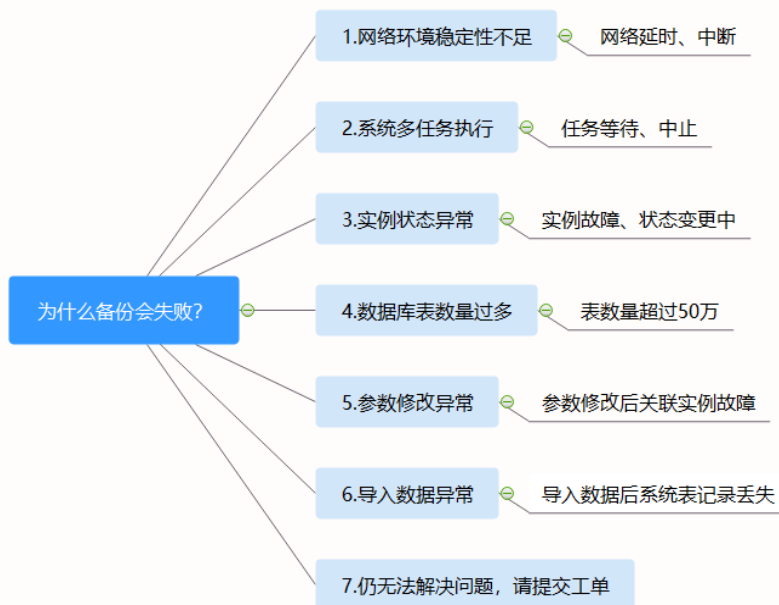 1.网络环境稳定性不足
网络延时、中断
2.系统多任务执行
任务等待、中止
3.实例状态异常
实例故障、状态变更中
为什么备份会失败？
4.数据库表数量过多
表数量超过50万
5.参数修改异常
参数修改后关联实例故障
6.导入数据异常
导入数据后系统表记录丢失
7.仍无法解决问题，请提交工单